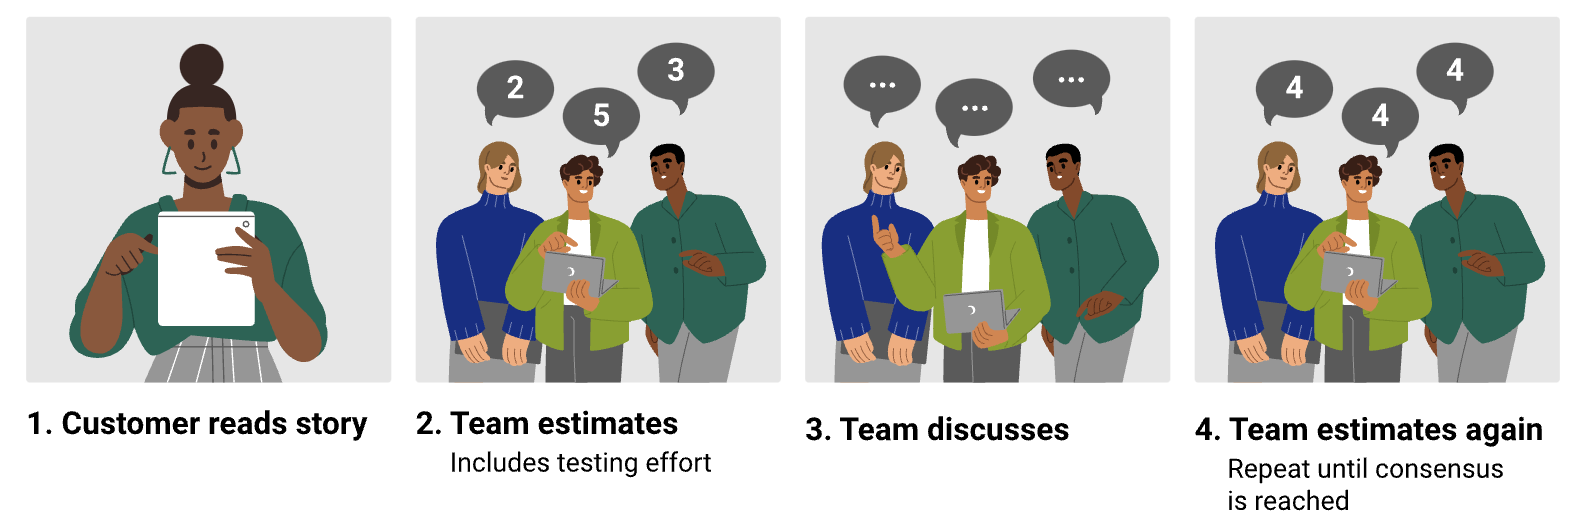 2
5
3
...
...
...
4
4
4
1. Customer reads story
2. Team estimates
Includes testing effort
3. Team discusses
4. Team estimates again
Repeat until consensus
is reached